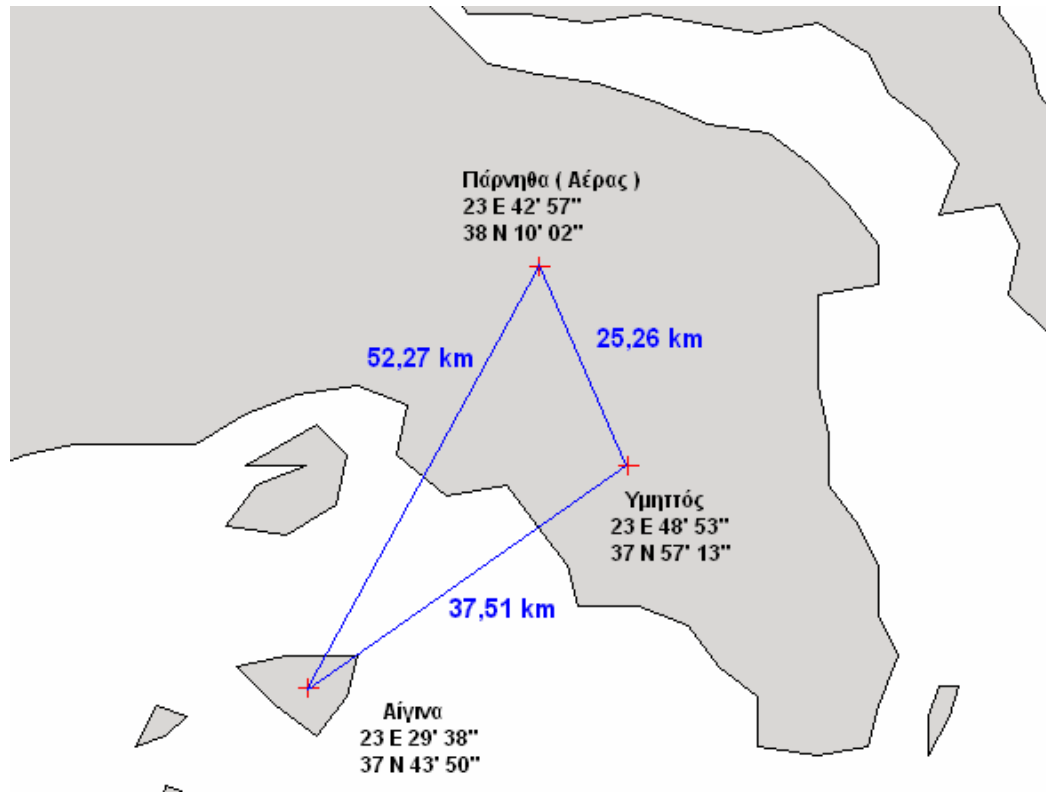 Πάρνηθα ( Αέρας )
23 E 42' 57"
38 N 10' 02"
52,27 km
25,26 km
Υμηττός
23 E 48' 53"
37 N 57' 13"
37,51 km
Αίγινα
23 E 29' 38"
37 N 43' 50"